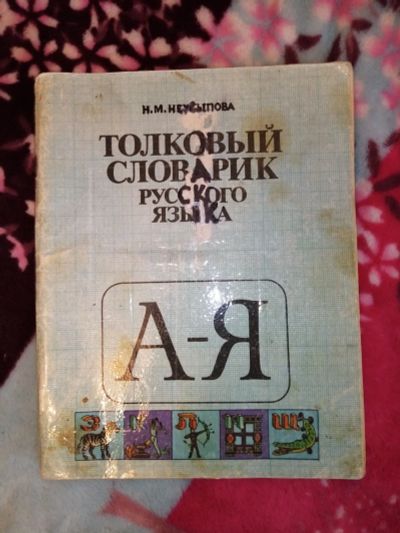 Н.М.НЕУСЫПОВА
ТОЛКОВЫЙ
СЛОВАРИК
РУССКОГО
ЯЗЫКА
А-Я
Э Л Ш